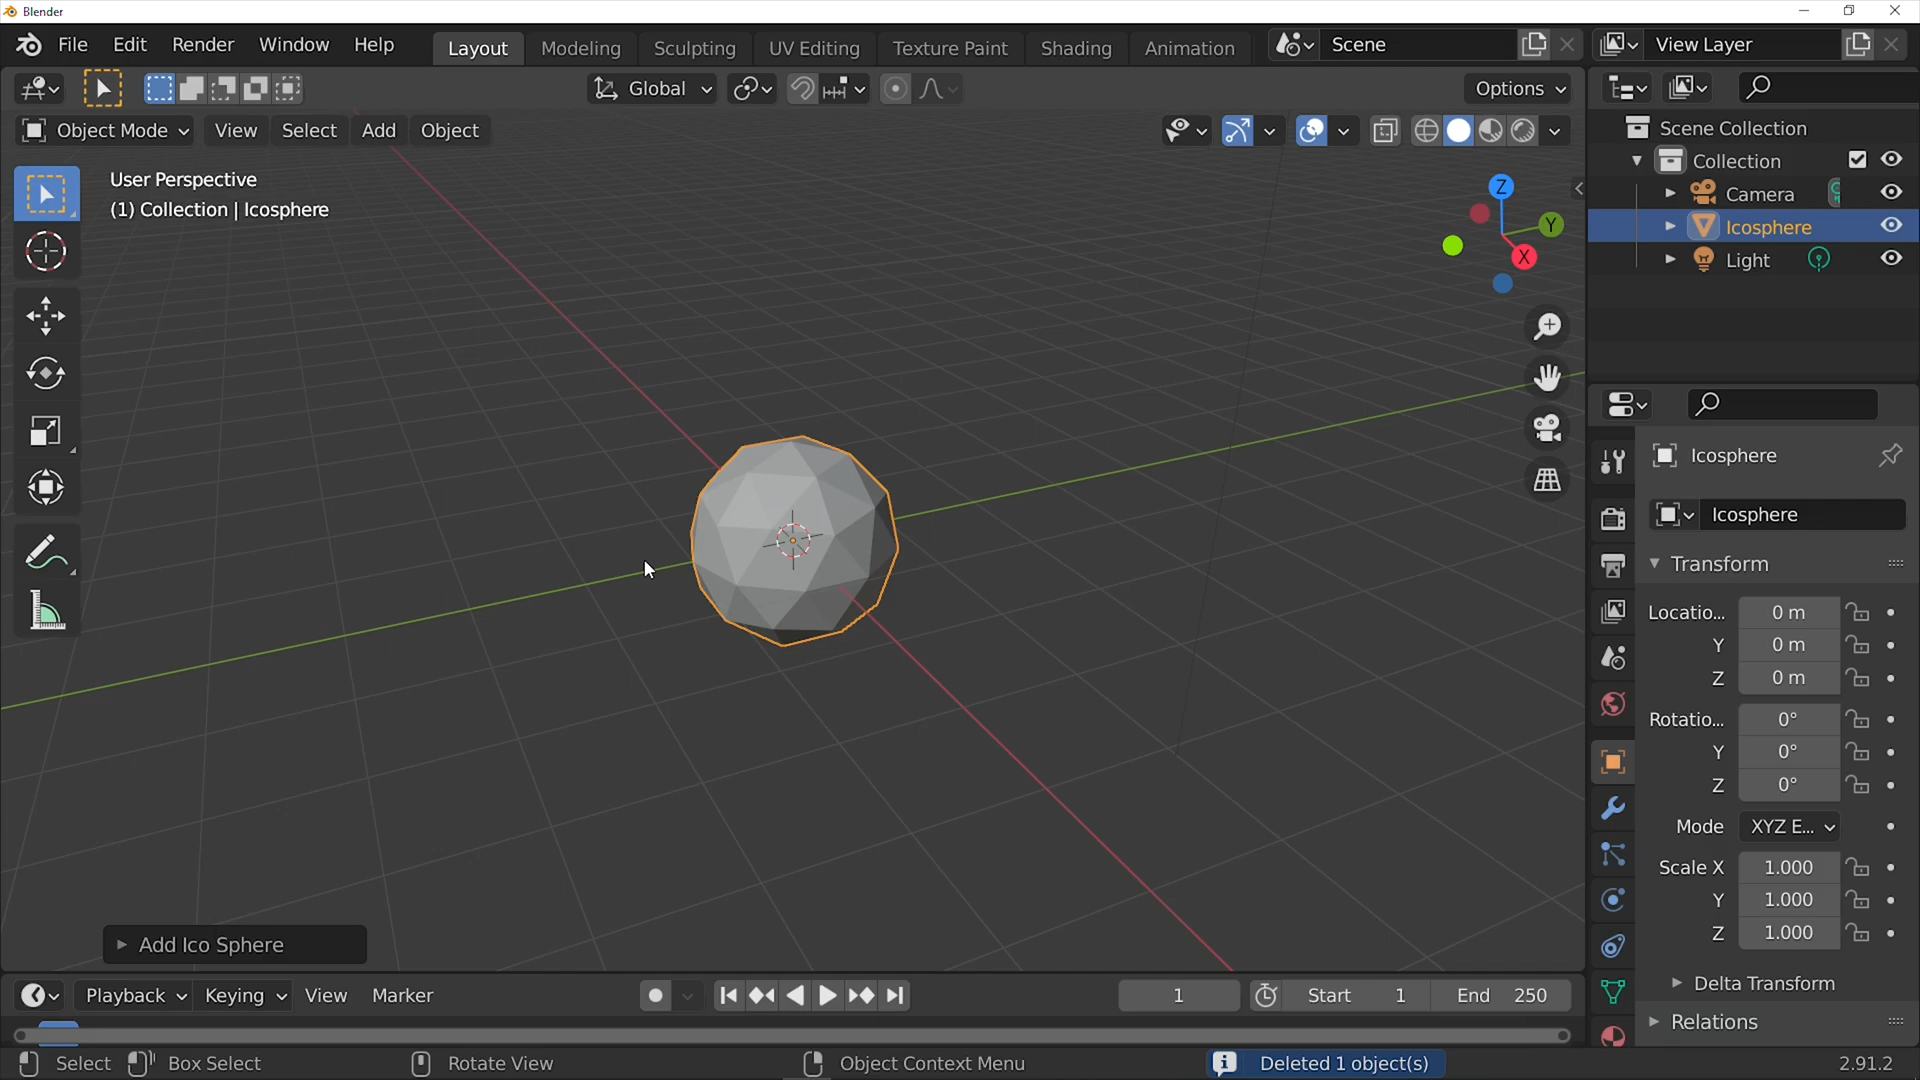 Blender
File Edit Render Window Help Layout Modeling Sculpting UV Editing Texture Paint Shading Animation Scene View Layer
Global Options
Object Mode View Select Add Object
User Perspective
(1) Collection | Icosphere
Z
Y
X
Scene Collection
Collection
Camera
Icosphere
Light
Icosphere
Icosphere
Transform
Locatio... 0 m
Y 0 m
Z 0 m
Rotatio... 0°
Y 0°
Z 0°
Mode XYZ E...
Scale X 1.000
Y 1.000
Z 1.000
Delta Transform
Relations
Add Ico Sphere
Playback Keying View Marker 1 Start 1 End 250
Select Box Select Rotate View Object Context Menu Deleted 1 object(s) 2.91.2